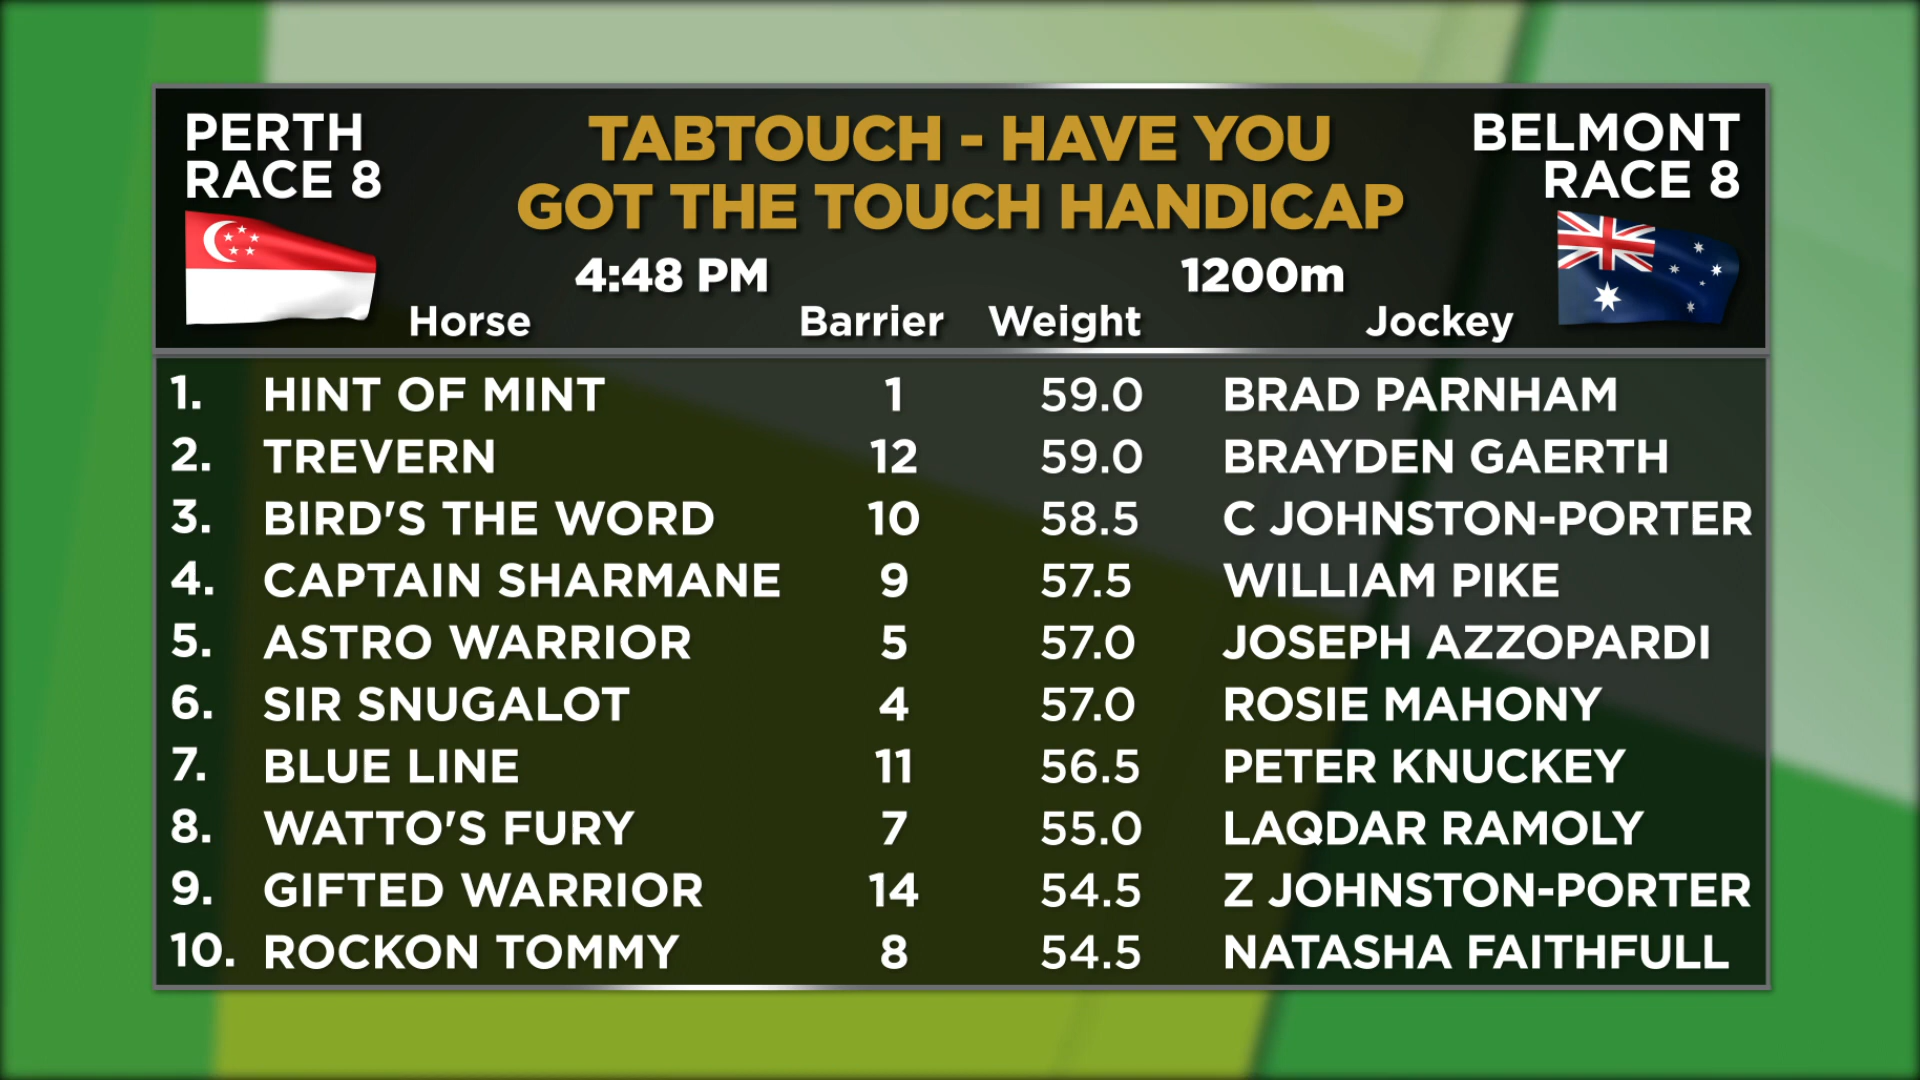 PERTH
RACE 8
TABTOUCH - HAVE YOU
GOT THE TOUCH HANDICAP
BELMONT
RACE 8
4:48 PM 1200m
Horse Barrier Weight Jockey
1. HINT OF MINT 1 59.0 BRAD PARNHAM
2. TREVERN 12 59.0 BRAYDEN GAERTH
3. BIRD'S THE WORD 10 58.5 C JOHNSTON-PORTER
4. CAPTAIN SHARMANE 9 57.5 WILLIAM PIKE
5. ASTRO WARRIOR 5 57.0 JOSEPH AZZOPARDI
6. SIR SNUGALOT 4 57.0 ROSIE MAHONY
7. BLUE LINE 11 56.5 PETER KNUCKEY
8. WATTO'S FURY 7 55.0 LAQDAR RAMOLY
9. GIFTED WARRIOR 14 54.5 Z JOHNSTON-PORTER
10. ROCKON TOMMY 8 54.5 NATASHA FAITHFULL